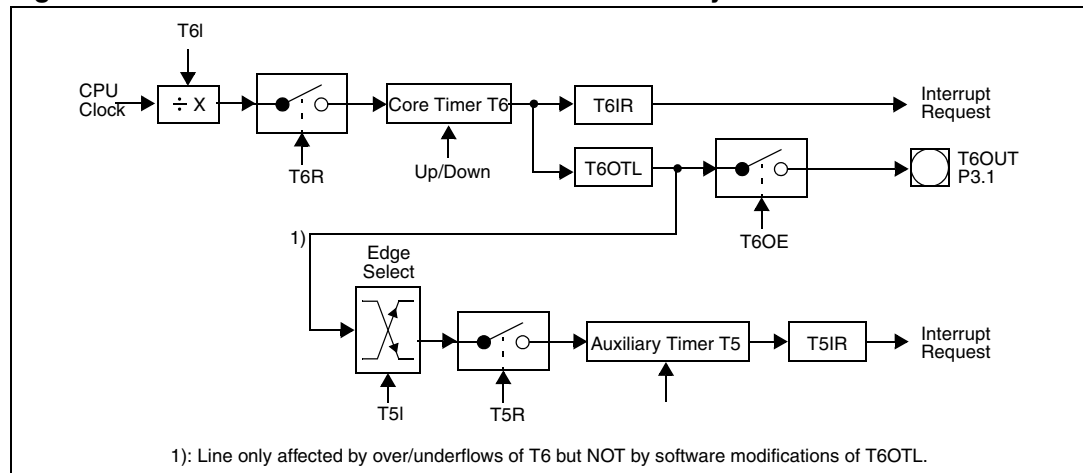 T6I
CPU
Clock
÷ X
T6R
Core Timer T6
Up/Down
T6IR
Interrupt
Request
T6OTL
T6OE
T6OUT
P3.1
1)
Edge
Select
T5I
T5R
Auxiliary Timer T5
T5IR
Interrupt
Request
1): Line only affected by over/underflows of T6 but NOT by software modifications of T6OTL.